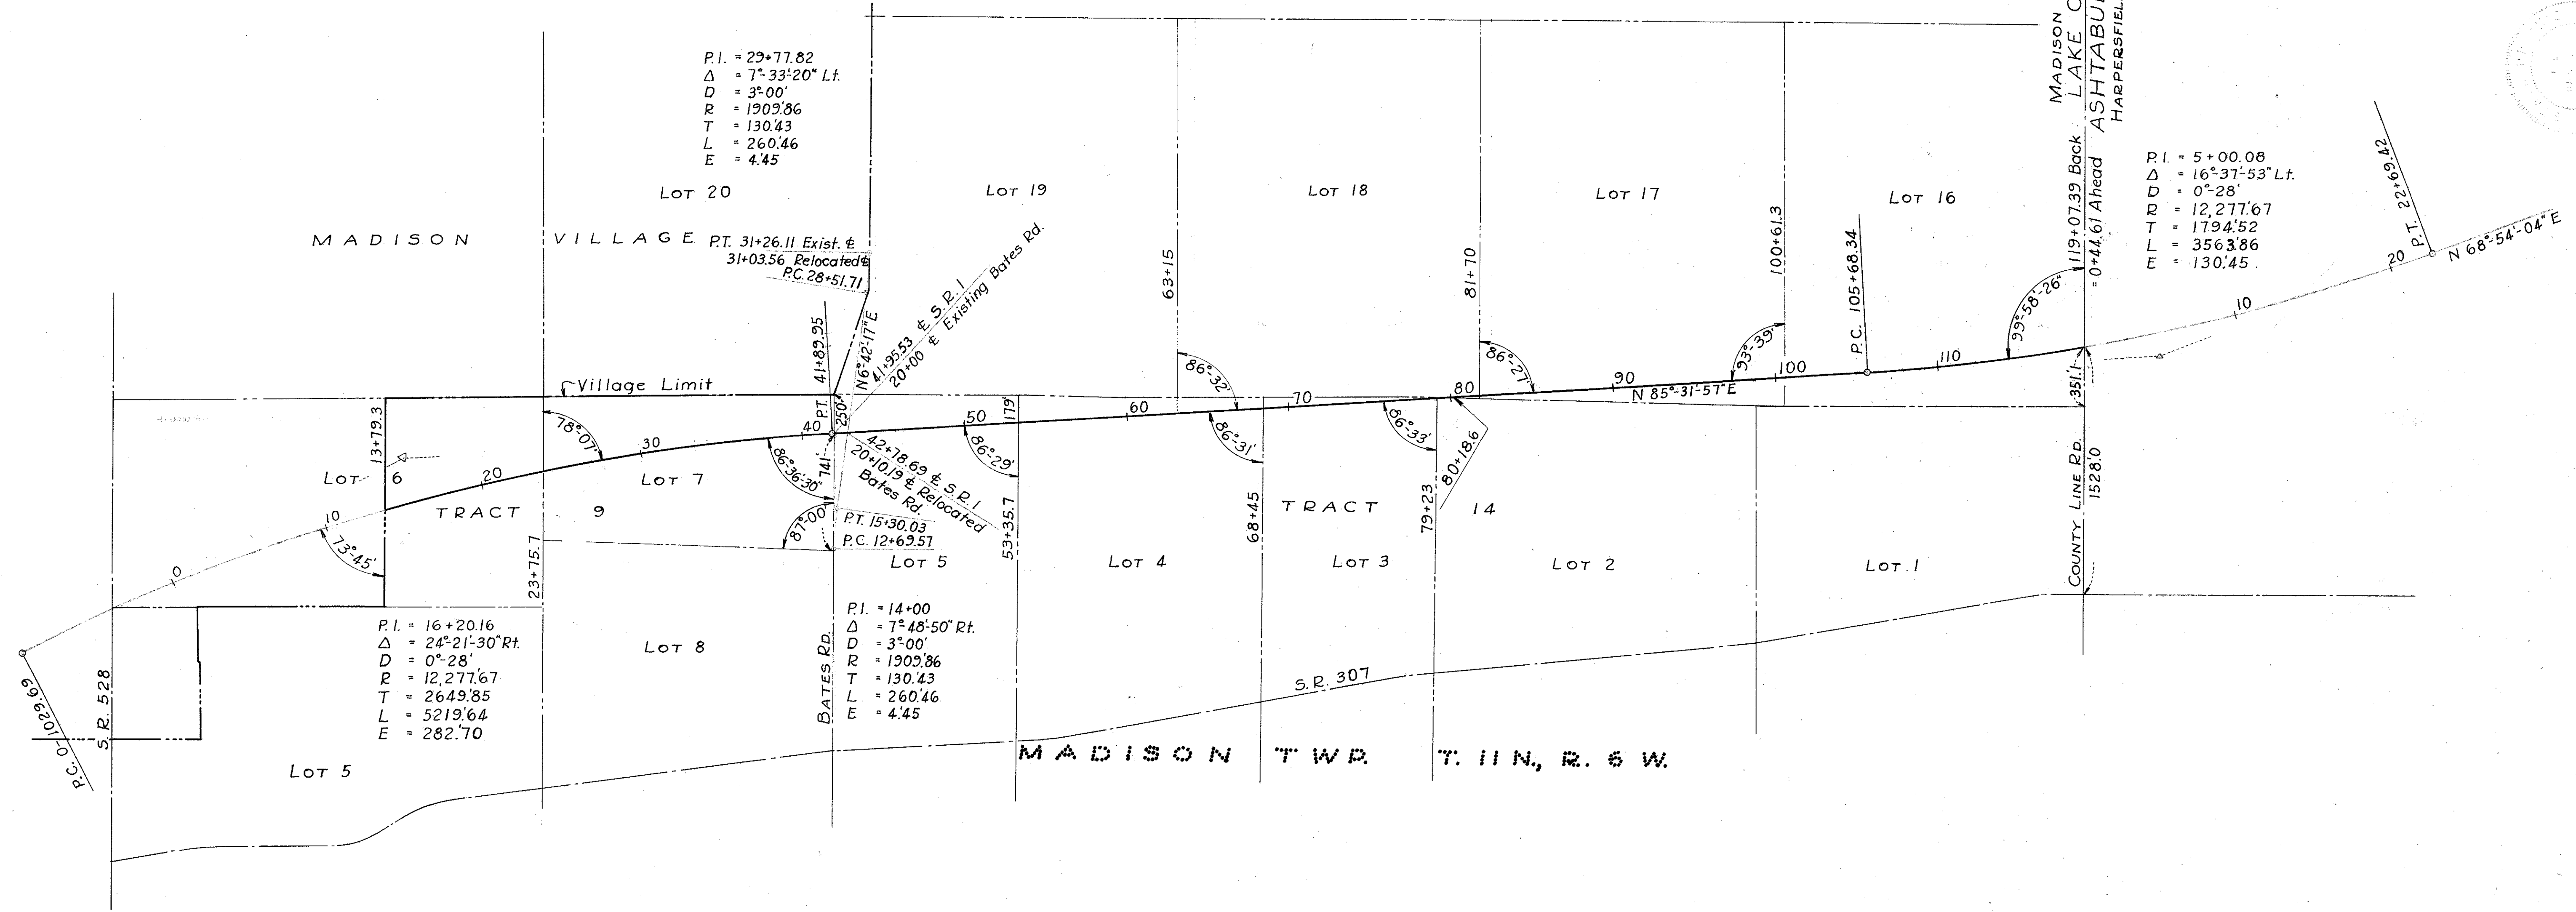 MADISON
LAKE
ASHTABU
HARPERSFIEL
P.I. = 29+77.82
Δ = 7°-33'-20" Lt.
D = 3°-00'
R = 1909.'86
T = 130.'43
L = 260.'46
E = 4.'45
LOT 20
LOT 19
LOT 18
LOT 17
LOT 16
119+07.39 Back
= 0+44.61 Ahead
P.I. = 5+00.08
Δ = 16°-37'-53" Lt.
D = 0°-28'
R = 12,277.'67
T = 1794.'52
L = 3563.'86
E = 130.'45
P.T. 22+69.42
N 68°-54'-04" E
MADISON VILLAGE
P.T. 31+26.11 Exist. ℄
31+03.56 Relocated ℄
P.C. 28+51.71
41+95.53 ℄ S.R. 1
20+00 ℄ Existing Bates Rd.
N 6°-42'-17" E
P.T. 41+89.95
250'
63+15
81+70
100+61.3
P.C. 105+68.34
99°-58'-26"
86°-32'
86°-27'
93°-39'
Village Limit
13+79.3
78°-07'
0
10
20
30
40
50
60
70
80
90
100
110
10
20
N 85°-31'-57" E
351.1
179'
LOT 6
LOT 7
TRACT 9
73°-45'
86°-36'-30"
741'
87°-00'
42+78.69 ℄ S.R. 1
20+10.19 ℄ Relocated
Bates Rd.
P.T. 15+30.03
P.C. 12+69.57
86°-29'
86°-31'
86°-33'
80+18.6
23+75.7
53+35.7
68+45
79+23
TRACT 14
LOT 5
LOT 4
LOT 3
LOT 2
LOT 1
COUNTY LINE RD.
1528.'0
P.I. = 16+20.16
Δ = 24°-21'-30" Rt.
D = 0°-28'
R = 12,277.'67
T = 2649.'85
L = 5219.'64
E = 282.'70
LOT 8
BATES RD.
P.I. = 14+00
Δ = 7°-48'-50" Rt.
D = 3°-00'
R = 1909.'86
T = 130.'43
L = 260.'46
E = 4.'45
S.R. 307
S.R. 528
P.C. 0-1029.69
LOT 5
MADISON TWP. T. 11 N., R. 6 W.